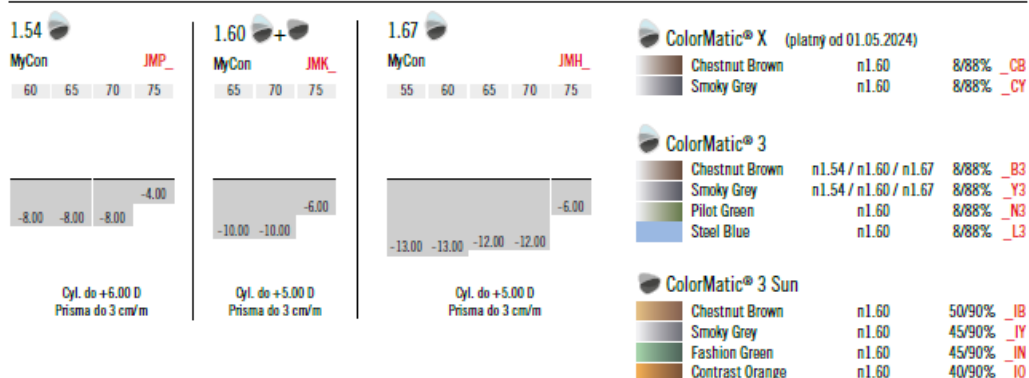 1.54
MyCon JMP_
60 65 70 75
-4.00
-8.00 -8.00 -8.00
Cyl. do +6.00 D
Prisma do 3 cm/m
1.60 +
MyCon JMK_
65 70 75
-6.00
-10.00 -10.00
Cyl. do +5.00 D
Prisma do 3 cm/m
1.67
MyCon JMH_
55 60 65 70 75
-6.00
-13.00 -13.00 -12.00 -12.00
Cyl. do +5.00 D
Prisma do 3 cm/m
ColorMatic® X (platný od 01.05.2024)
Chestnut Brown n1.60 8/88% _CB
Smoky Grey n1.60 8/88% _CY
ColorMatic® 3
Chestnut Brown n1.54 / n1.60 / n1.67 8/88% _B3
Smoky Grey n1.54 / n1.60 / n1.67 8/88% _Y3
Pilot Green n1.60 8/88% _N3
Steel Blue n1.60 8/88% _L3
ColorMatic® 3 Sun
Chestnut Brown n1.60 50/90% _IB
Smoky Grey n1.60 45/90% _IY
Fashion Green n1.60 45/90% _IN
Contrast Orange n1.60 40/90% _IO